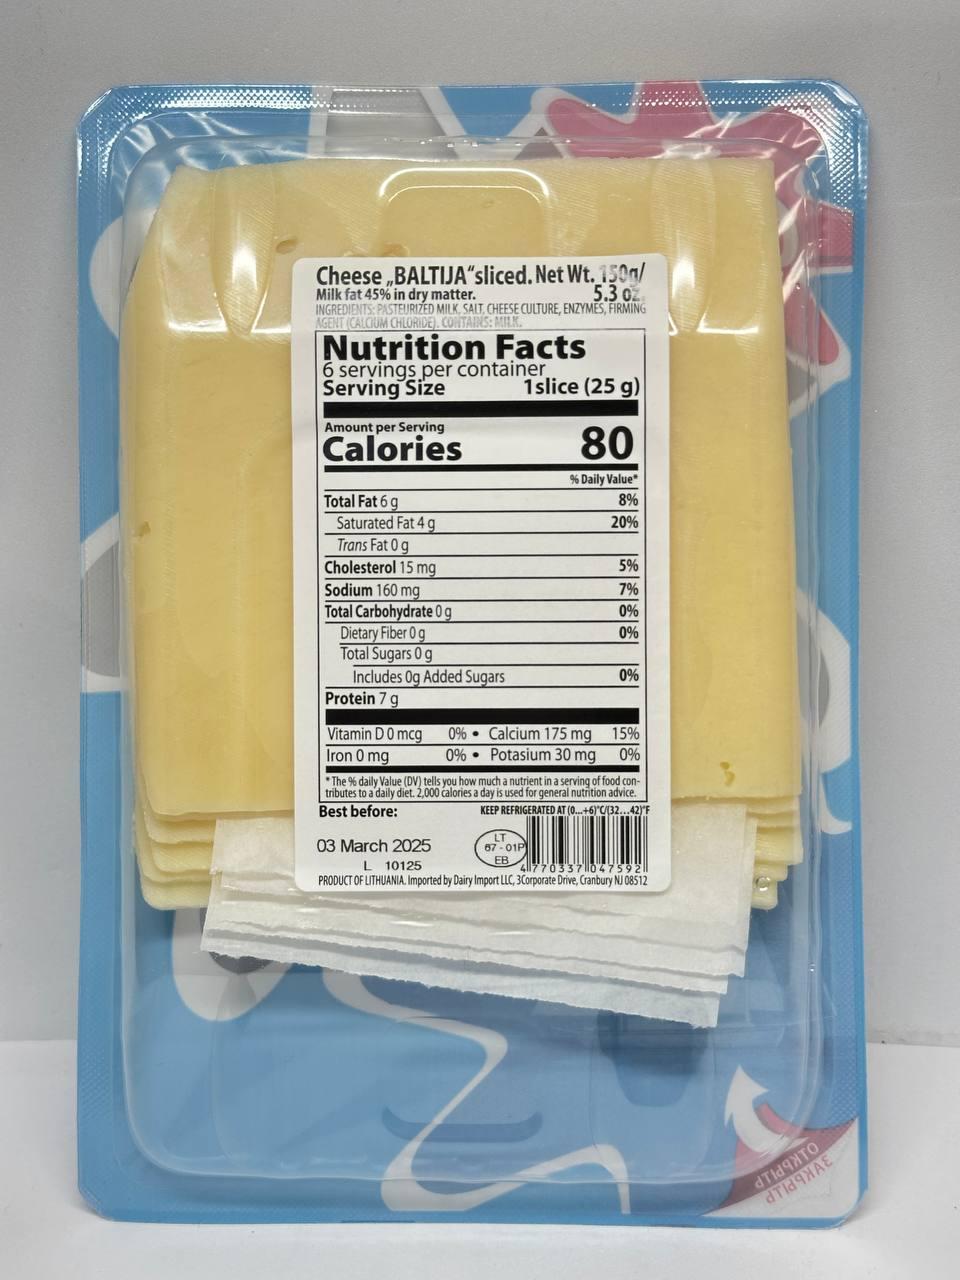 Cheese „BALTIJA“sliced. Net Wt. 150g/
Milk fat 45% in dry matter. 5.3 oz.
INGREDIENTS: PASTEURIZED MILK, SALT, CHEESE CULTURE, ENZYMES, FIRMING
AGENT (CALCIUM CHLORIDE). CONTAINS: MILK.
Nutrition Facts
6 servings per container
Serving Size 1slice (25 g)
Amount per Serving
Calories 80
% Daily Value*
Total Fat 6 g 8%
Saturated Fat 4 g 20%
Trans Fat 0 g
Cholesterol 15 mg 5%
Sodium 160 mg 7%
Total Carbohydrate 0 g 0%
Dietary Fiber 0 g 0%
Total Sugars 0 g
Includes 0g Added Sugars 0%
Protein 7 g
Vitamin D 0 mcg 0% • Calcium 175 mg 15%
Iron 0 mg 0% • Potasium 30 mg 0%
* The % daily Value (DV) tells you how much a nutrient in a serving of food con-
tributes to a daily diet. 2,000 calories a day is used for general nutrition advice.
Best before: KEEP REFRIGERATED AT (0...+6)°C/(32...42)°F
03 March 2025
L 10125
LT
67 - 01P
EB
4 770337 047592
PRODUCT OF LITHUANIA. Imported by Dairy Import LLC, 3Corporate Drive, Cranbury NJ 08512
ОТКРЫТЬ
ЗАКРЫТЬ